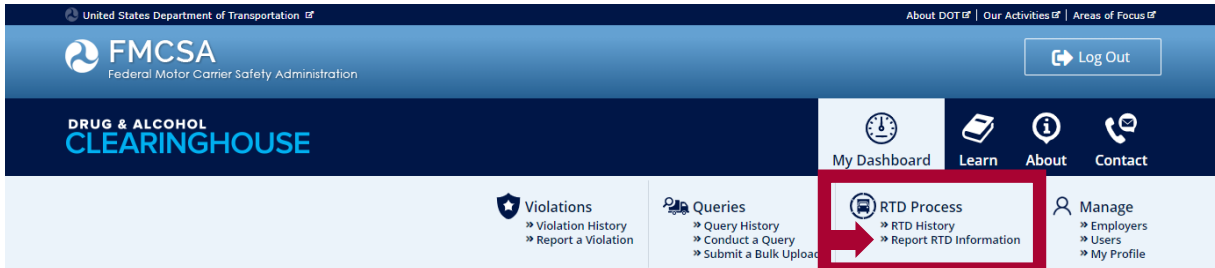 United States Department of Transportation
About DOT | Our Activities | Areas of Focus
FMCSA
Federal Motor Carrier Safety Administration
Log Out
DRUG & ALCOHOL
CLEARINGHOUSE
My Dashboard
Learn
About
Contact
Violations
» Violation History
» Report a Violation
Queries
» Query History
» Conduct a Query
» Submit a Bulk Upload
RTD Process
» RTD History
» Report RTD Information
Manage
» Employers
» Users
» My Profile